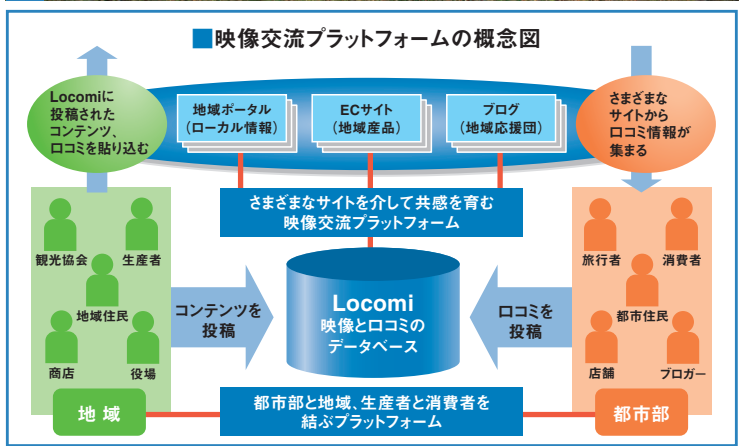 ■映像交流プラットフォームの概念図
Locomiに
投稿された
コンテンツ、
口コミを貼り込む
地域ポータル
（ローカル情報）
ECサイト
（地域産品）
ブログ
（地域応援団）
さまざまな
サイトから
口コミ情報が
集まる
さまざまなサイトを介して共感を育む
映像交流プラットフォーム
観光協会
生産者
地域住民
商店
役場
地 域
コンテンツを
投稿
Locomi
映像と口コミの
データベース
口コミを
投稿
旅行者
消費者
都市住民
店舗
ブロガー
都市部
都市部と地域、生産者と消費者を
結ぶプラットフォーム